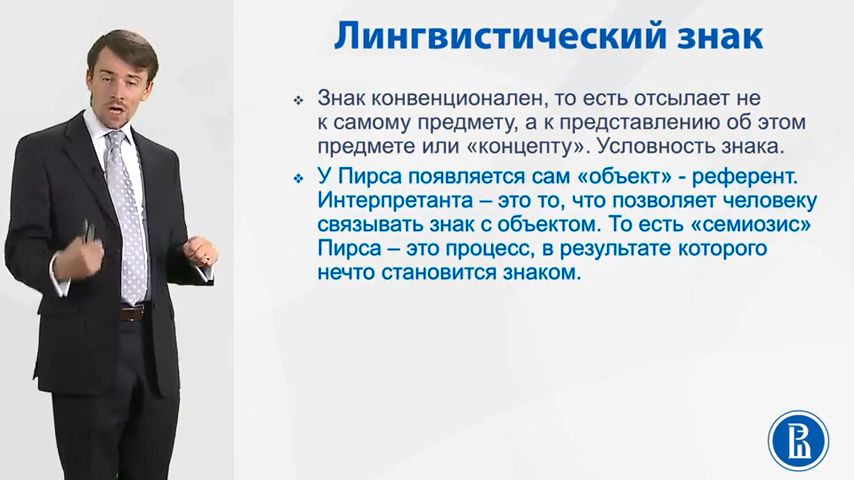 Лингвистический знак
❖ Знак конвенционален, то есть отсылает не
к самому предмету, а к представлению об этом
предмете или «концепту». Условность знака.
❖ У Пирса появляется сам «объект» - референт.
Интерпретанта – это то, что позволяет человеку
связывать знак с объектом. То есть «семиозис»
Пирса – это процесс, в результате которого
нечто становится знаком.